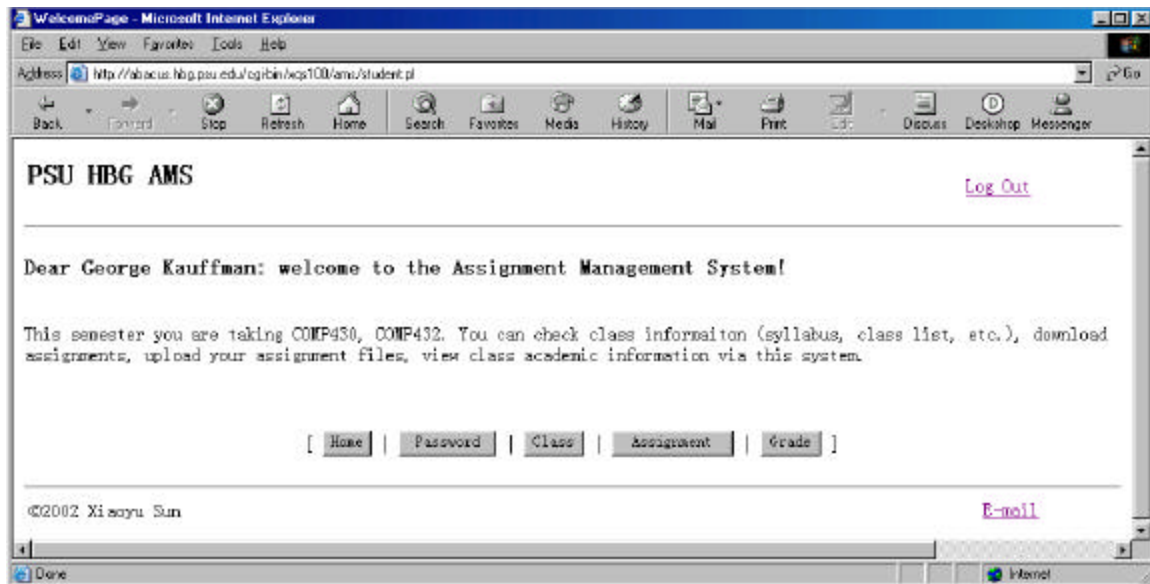 WelcomePage - Microsoft Internet Explorer
File Edit View Favorites Tools Help
Address http://abacus.hbg.psu.edu/cgibin/xqs100/ams/student.pl Go
Back Forward Stop Refresh Home Search Favorites Media History Mail Print Edit Discuss Deskshop Messenger
PSU HBG AMS
Log Out
Dear George Kauffman: welcome to the Assignment Management System!
This semester you are taking COMP430, COMP432. You can check class informaiton (syllabus, class list, etc.), download
assignments, upload your assignment files, view class academic information via this system.
[ Home | Password | Class | Assignment | Grade ]
©2002 Xiaoyu Sun
E-mail
Done Internet